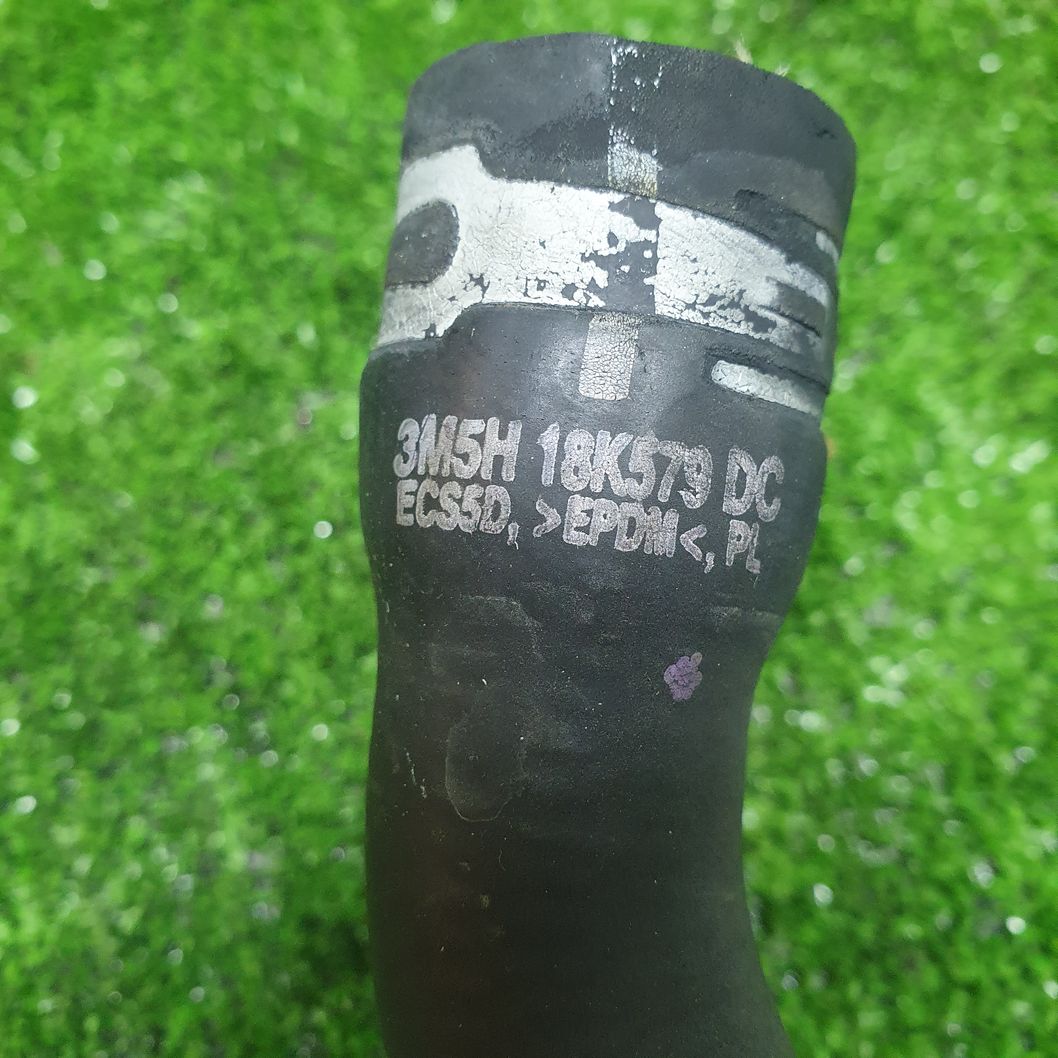 3M5H 18K579 DC
ECS5D, >EPDM<, PL